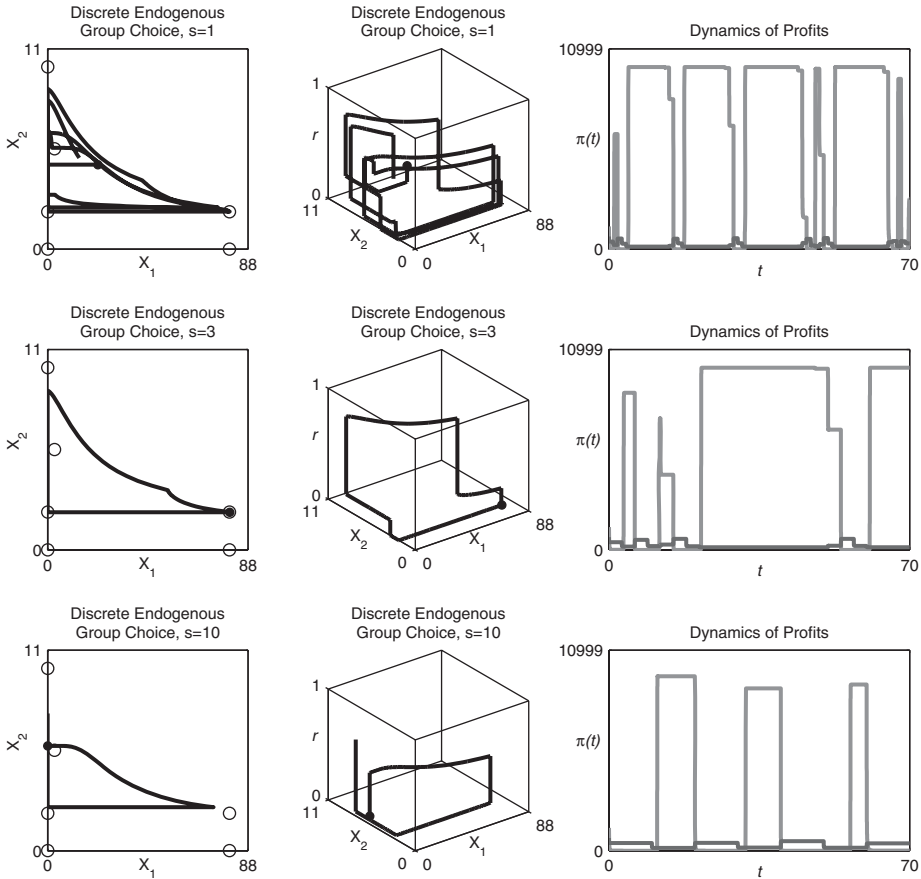 Discrete Endogenous
Group Choice, s=1
11
X2
0
0
X1
88
Discrete Endogenous
Group Choice, s=1
1
r
0
11
X2
0
0
X1
88
Dynamics of Profits
10999
π(t)
0
0
t
70
Discrete Endogenous
Group Choice, s=3
11
X2
0
0
X1
88
Discrete Endogenous
Group Choice, s=3
1
r
0
11
X2
0
0
X1
88
Dynamics of Profits
10999
π(t)
0
0
t
70
Discrete Endogenous
Group Choice, s=10
11
X2
0
0
X1
88
Discrete Endogenous
Group Choice, s=10
1
r
0
11
X2
0
0
X1
88
Dynamics of Profits
10999
π(t)
0
0
t
70